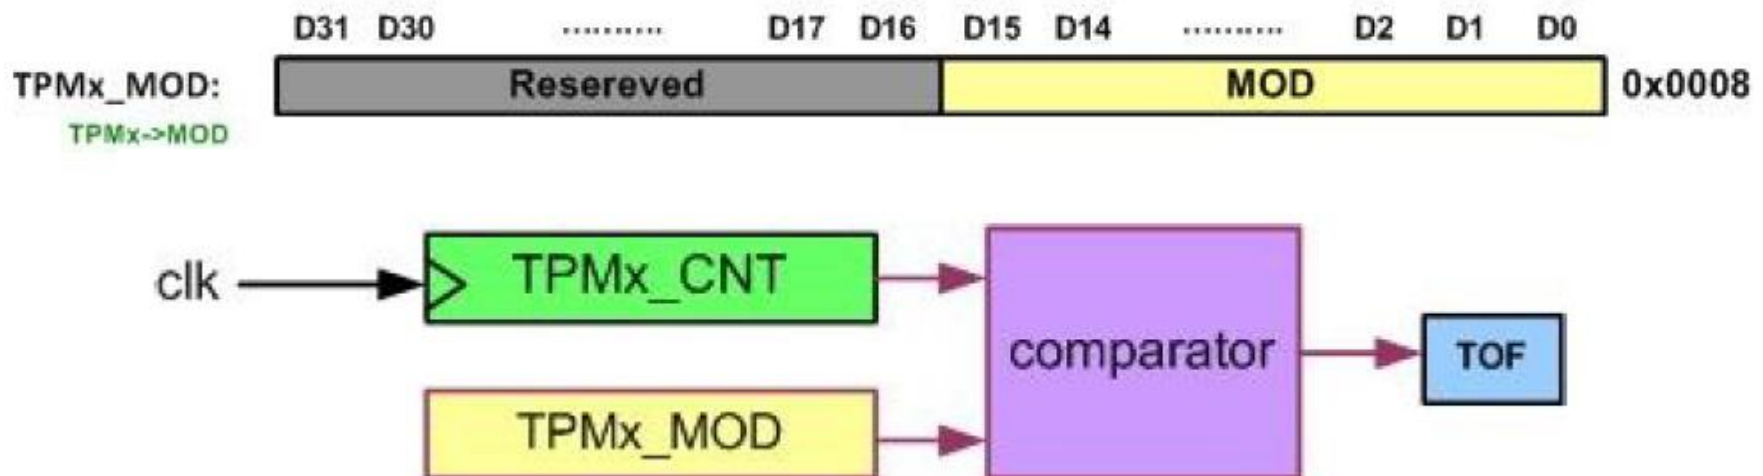 D31 D30 .......... D17 D16 D15 D14 .......... D2 D1 D0
TPMx_MOD: Resereved MOD 0x0008
TPMx->MOD
clk TPMx_CNT
comparator TOF
TPMx_MOD